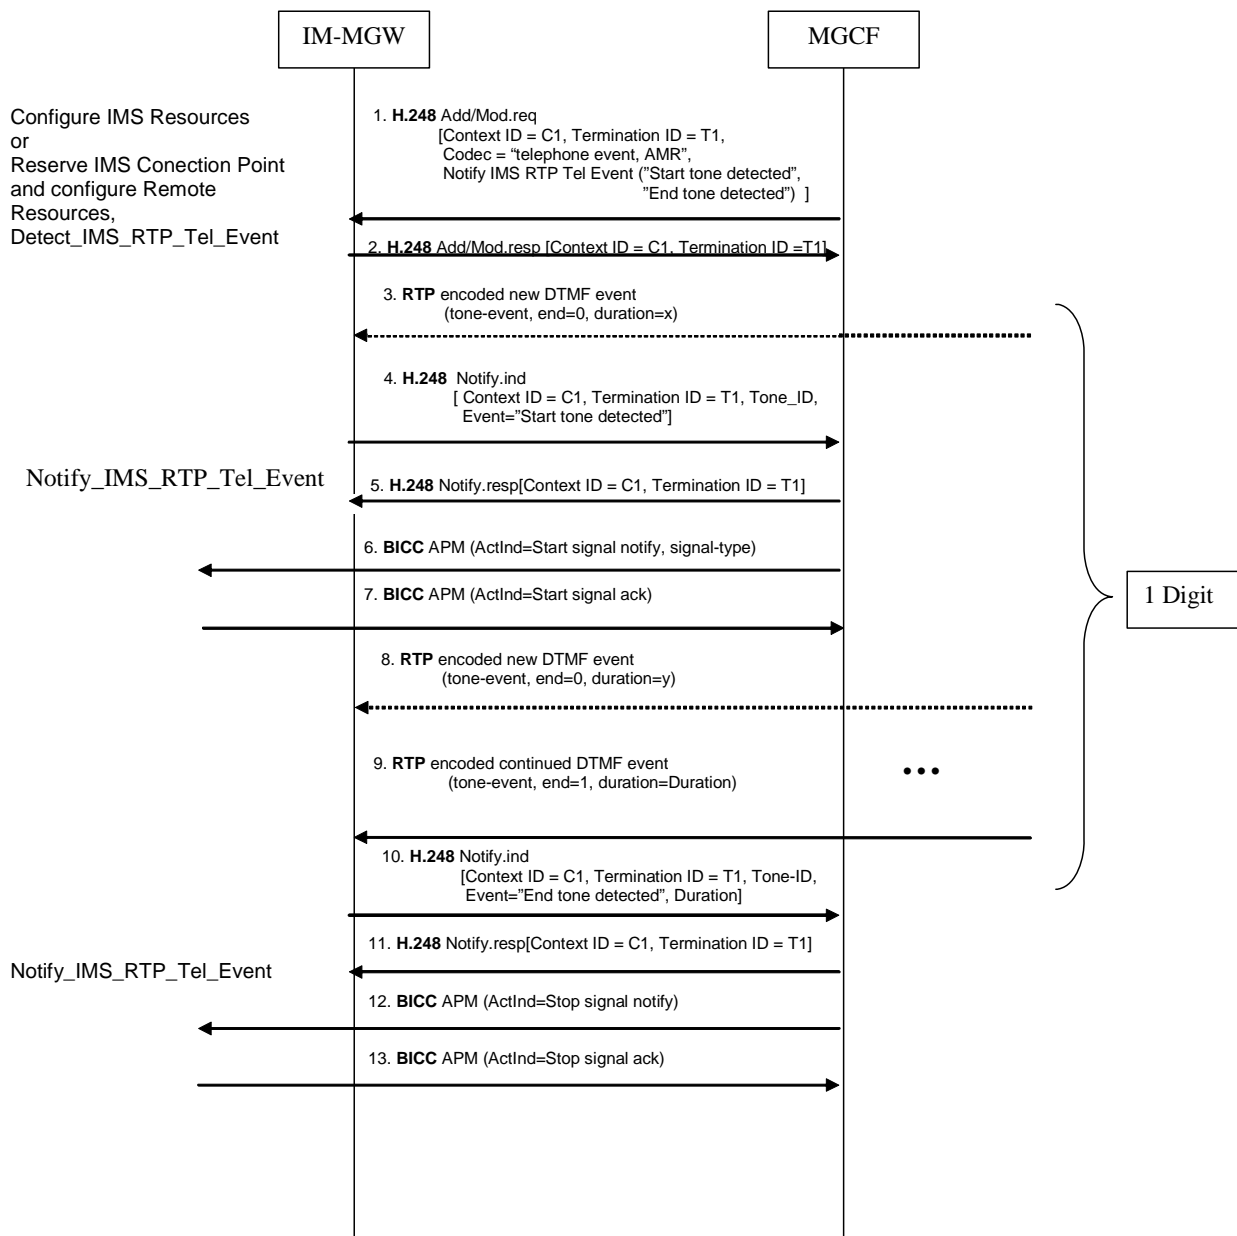 IM-MGW
MGCF
Configure IMS Resources
or
Reserve IMS Conection Point
and configure Remote
Resources,
Detect_IMS_RTP_Tel_Event
1. H.248 Add/Mod.req
[Context ID = C1, Termination ID = T1,
Codec = “telephone event, AMR”,
Notify IMS RTP Tel Event (”Start tone detected”,
”End tone detected”) ]
2. H.248 Add/Mod.resp [Context ID = C1, Termination ID =T1]
3. RTP encoded new DTMF event
(tone-event, end=0, duration=x)
4. H.248 Notify.ind
[ Context ID = C1, Termination ID = T1, Tone_ID,
Event=”Start tone detected”]
Notify_IMS_RTP_Tel_Event
5. H.248 Notify.resp[Context ID = C1, Termination ID = T1]
6. BICC APM (ActInd=Start signal notify, signal-type)
7. BICC APM (ActInd=Start signal ack)
1 Digit
8. RTP encoded new DTMF event
(tone-event, end=0, duration=y)
9. RTP encoded continued DTMF event
(tone-event, end=1, duration=Duration)
...
10. H.248 Notify.ind
[Context ID = C1, Termination ID = T1, Tone-ID,
Event=”End tone detected”, Duration]
11. H.248 Notify.resp[Context ID = C1, Termination ID = T1]
Notify_IMS_RTP_Tel_Event
12. BICC APM (ActInd=Stop signal notify)
13. BICC APM (ActInd=Stop signal ack)